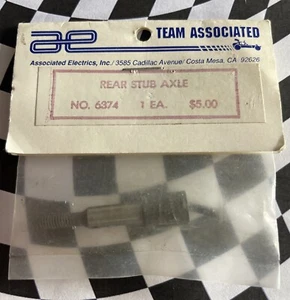 ae TEAM ASSOCIATED
Associated Electrics, Inc./ 3585 Cadillac Avenue/ Costa Mesa, CA. 92626
REAR STUB AXLE
NO. 6374 1 EA. $5.00